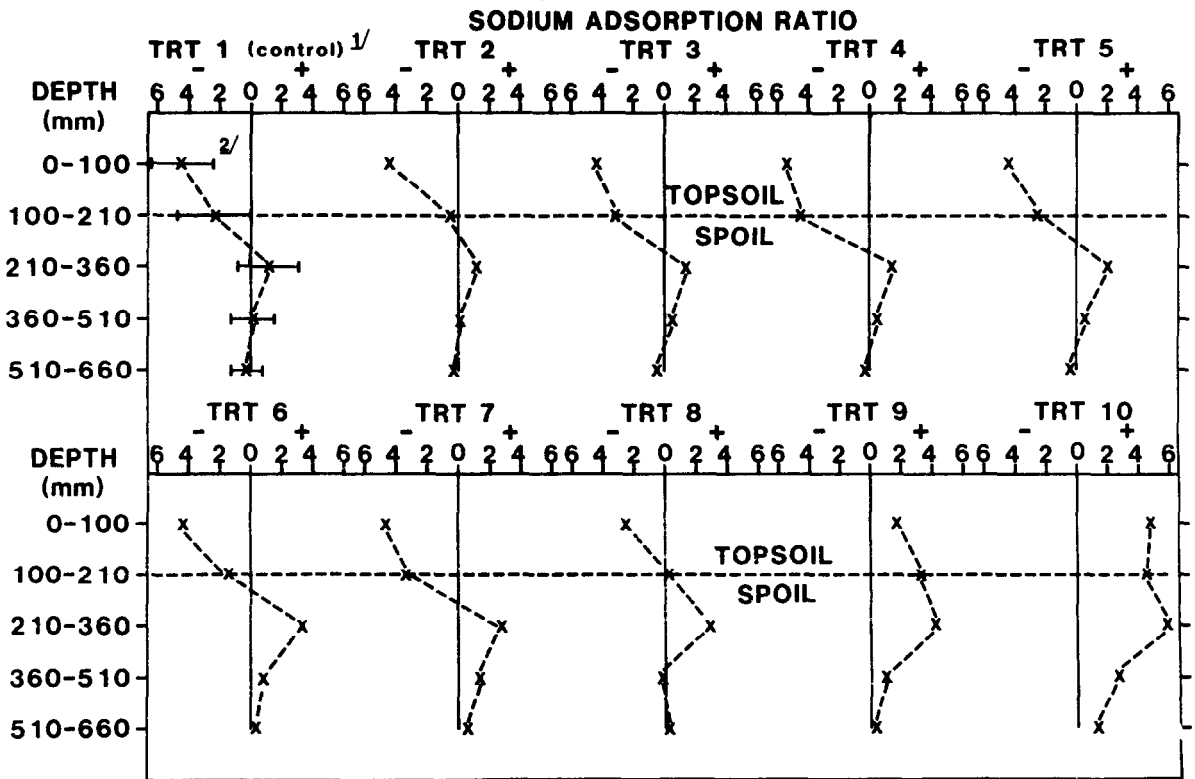 SODIUM ADSORPTION RATIO
TRT 1 (control) 1/ TRT 2 TRT 3 TRT 4 TRT 5
- + - + - + - + - +
DEPTH 6 4 2 0 2 4 6 6 4 2 0 2 4 6 6 4 2 0 2 4 6 6 4 2 0 2 4 6 6 4 2 0 2 4 6
(mm)
0-100 2/
TOPSOIL
100-210
SPOIL
210-360
360-510
510-660
TRT 6 TRT 7 TRT 8 TRT 9 TRT 10
- + - + - + - + - +
DEPTH 6 4 2 0 2 4 6 6 4 2 0 2 4 6 6 4 2 0 2 4 6 6 4 2 0 2 4 6 6 4 2 0 2 4 6
(mm)
0-100
TOPSOIL
100-210
SPOIL
210-360
360-510
510-660